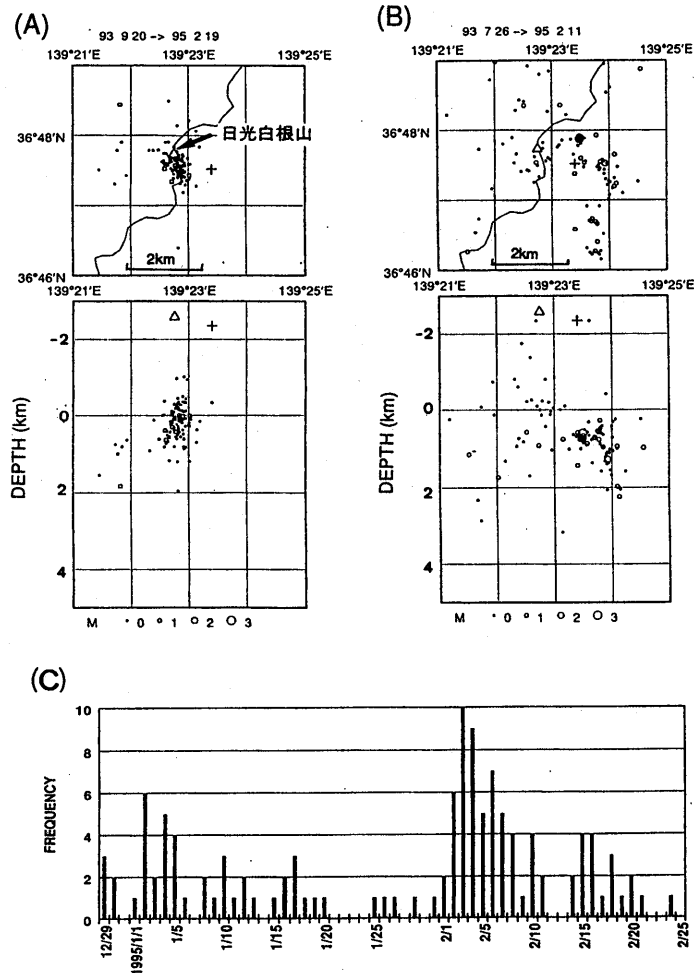 (A)
93 9 20 -> 95 2 19
139°21'E 139°23'E 139°25'E
36°48'N
日光白根山
2km
36°46'N
139°21'E 139°23'E 139°25'E
-2
0
2
4
DEPTH (km)
M 0 1 2 3
(B)
93 7 26 -> 95 2 11
139°21'E 139°23'E 139°25'E
36°48'N
2km
36°46'N
139°21'E 139°23'E 139°25'E
-2
0
2
4
DEPTH (km)
M 0 1 2 3
(C)
10
8
6
4
2
0
FREQUENCY
12/29
1995/1/1
1/5
1/10
1/15
1/20
1/25
2/1
2/5
2/10
2/15
2/20
2/25